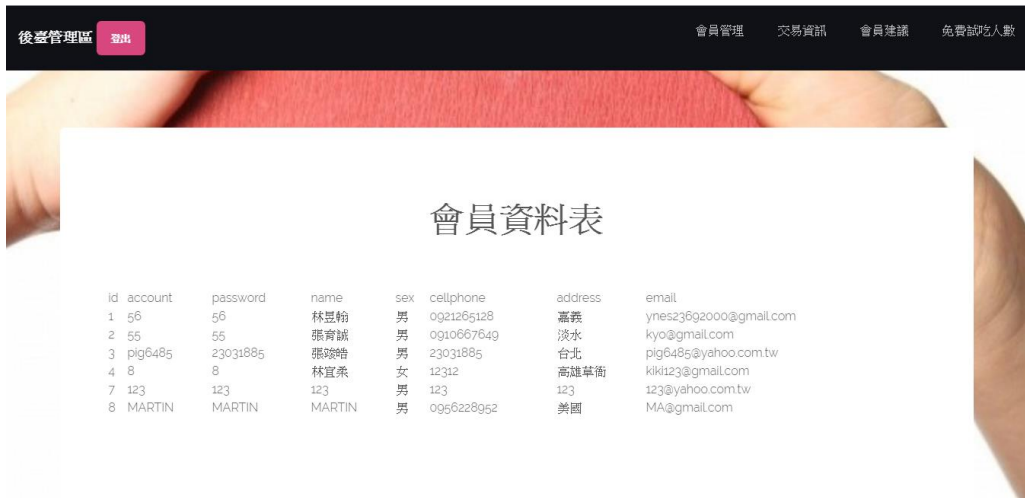 後臺管理區 登出 會員管理 交易資訊 會員建議 免費試吃人數
會員資料表
id account password name sex cellphone address email
1 56 56 林昱翰 男 0921265128 嘉義 ynes23692000@gmail.com
2 55 55 張育誠 男 0910667649 淡水 kyo@gmail.com
3 pig6485 23031885 張竣皓 男 23031885 台北 pig6485@yahoo.com.tw
4 8 8 林宜柔 女 12312 高雄草衙 kiki123@gmail.com
7 123 123 123 男 123 123 123@yahoo.com.tw
8 MARTIN MARTIN MARTIN 男 0956228952 美國 MA@gmail.com